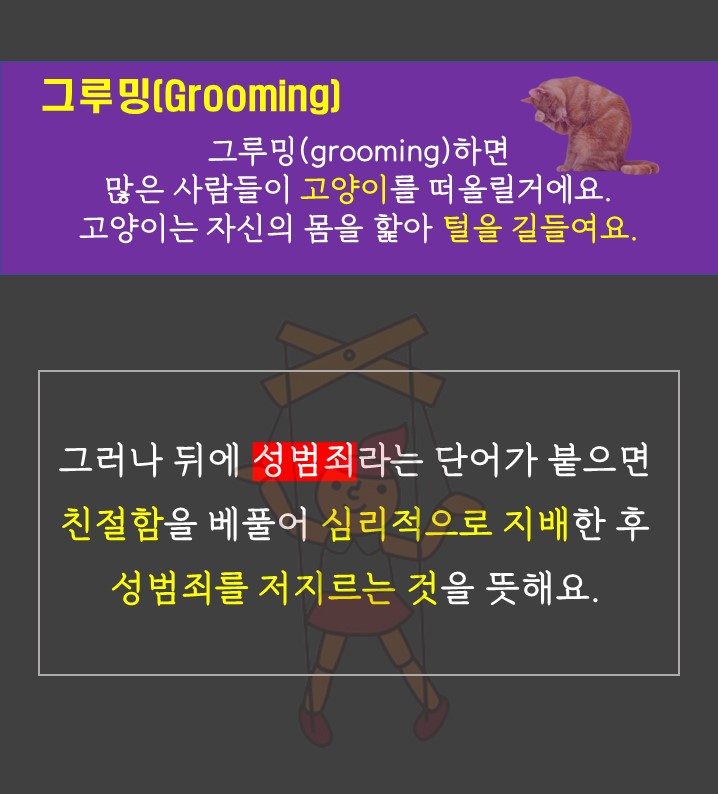 그루밍(Grooming)
그루밍(grooming)하면
많은 사람들이 고양이를 떠올릴거에요.
고양이는 자신의 몸을 핥아 털을 길들여요.
그러나 뒤에 성범죄라는 단어가 붙으면
친절함을 베풀어 심리적으로 지배한 후
성범죄를 저지르는 것을 뜻해요.